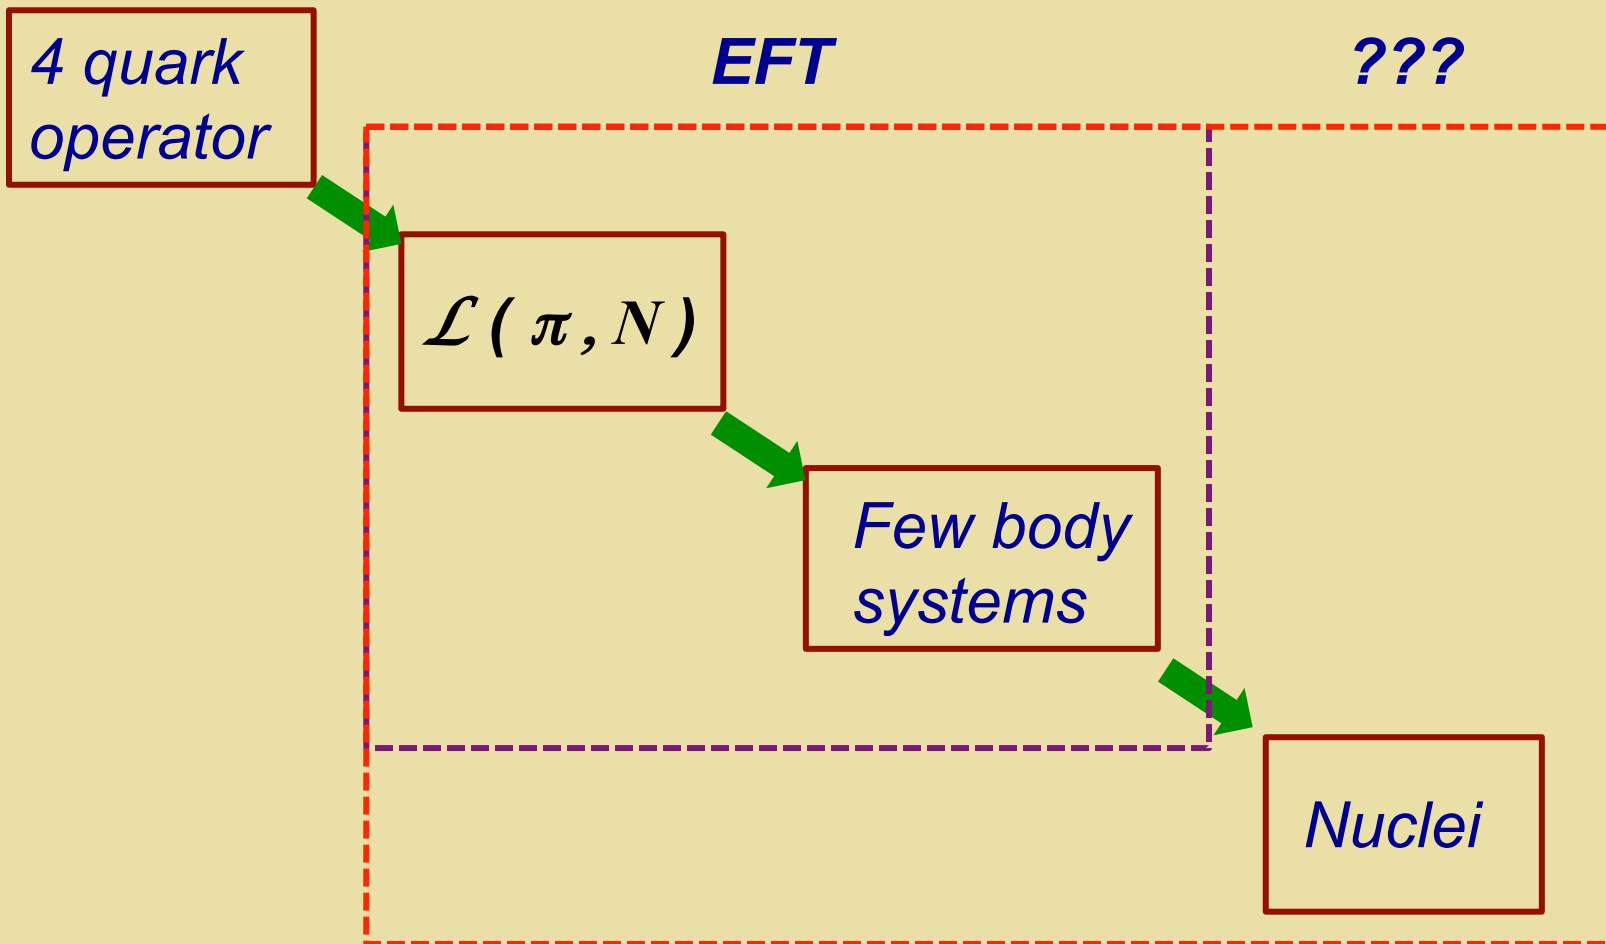 4 quark
operator
EFT
???
ℒ(π,N)
Few body
systems
Nuclei